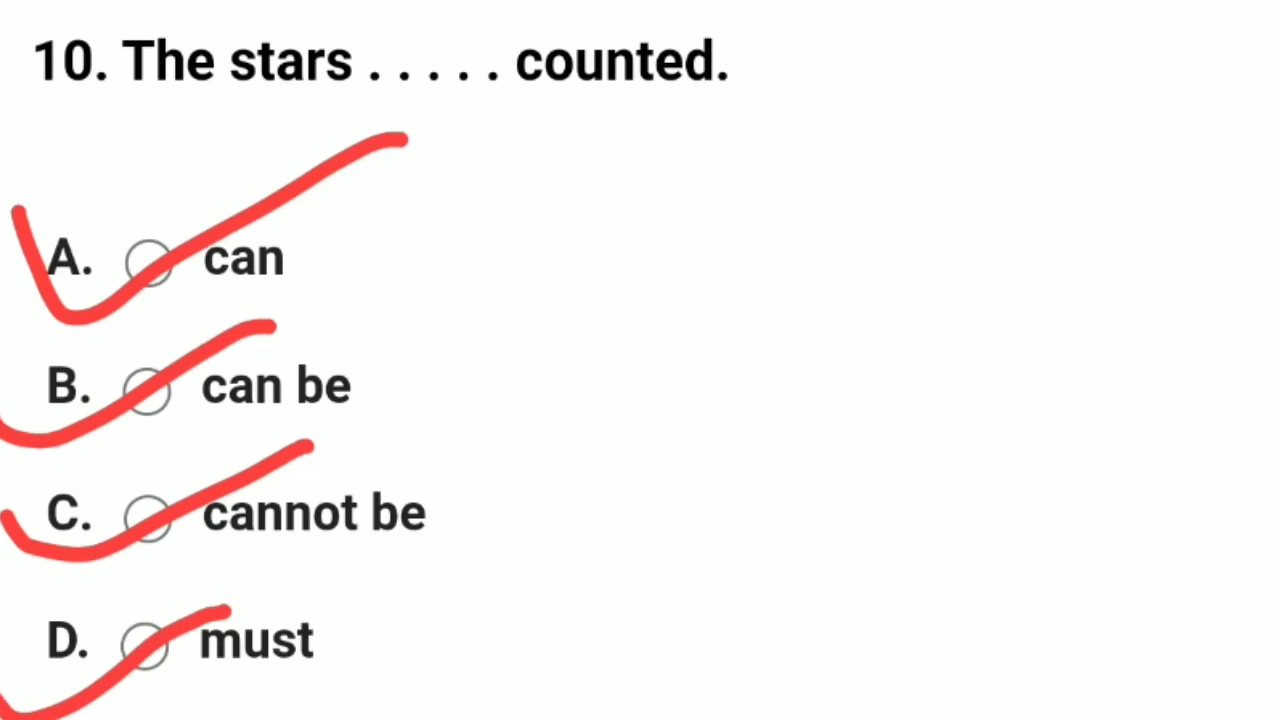 10. The stars . . . . . counted.
A. can
B. can be
C. cannot be
D. must